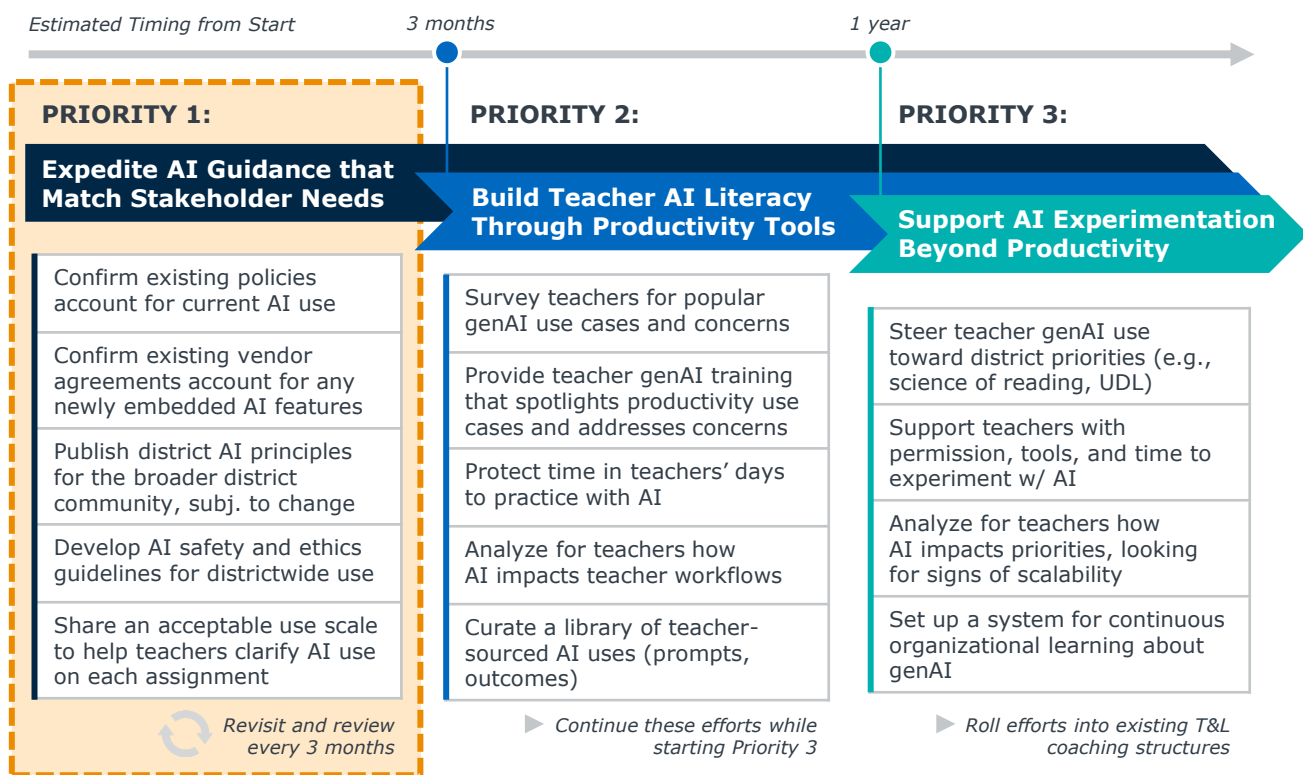 Estimated Timing from Start
3 months
1 year
PRIORITY 1:
Expedite AI Guidance that
Match Stakeholder Needs
Confirm existing policies
account for current AI use
Confirm existing vendor
agreements account for any
newly embedded AI features
Publish district AI principles
for the broader district
community, subj. to change
Develop AI safety and ethics
guidelines for districtwide use
Share an acceptable use scale
to help teachers clarify AI use
on each assignment
Revisit and review
every 3 months
PRIORITY 2:
Build Teacher AI Literacy
Through Productivity Tools
Survey teachers for popular
genAI use cases and concerns
Provide teacher genAI training
that spotlights productivity use
cases and addresses concerns
Protect time in teachers’ days
to practice with AI
Analyze for teachers how
AI impacts teacher workflows
Curate a library of teacher-
sourced AI uses (prompts,
outcomes)
Continue these efforts while
starting Priority 3
PRIORITY 3:
Support AI Experimentation
Beyond Productivity
Steer teacher genAI use
toward district priorities (e.g.,
science of reading, UDL)
Support teachers with
permission, tools, and time to
experiment w/ AI
Analyze for teachers how
AI impacts priorities, looking
for signs of scalability
Set up a system for continuous
organizational learning about
genAI
Roll efforts into existing T&L
coaching structures